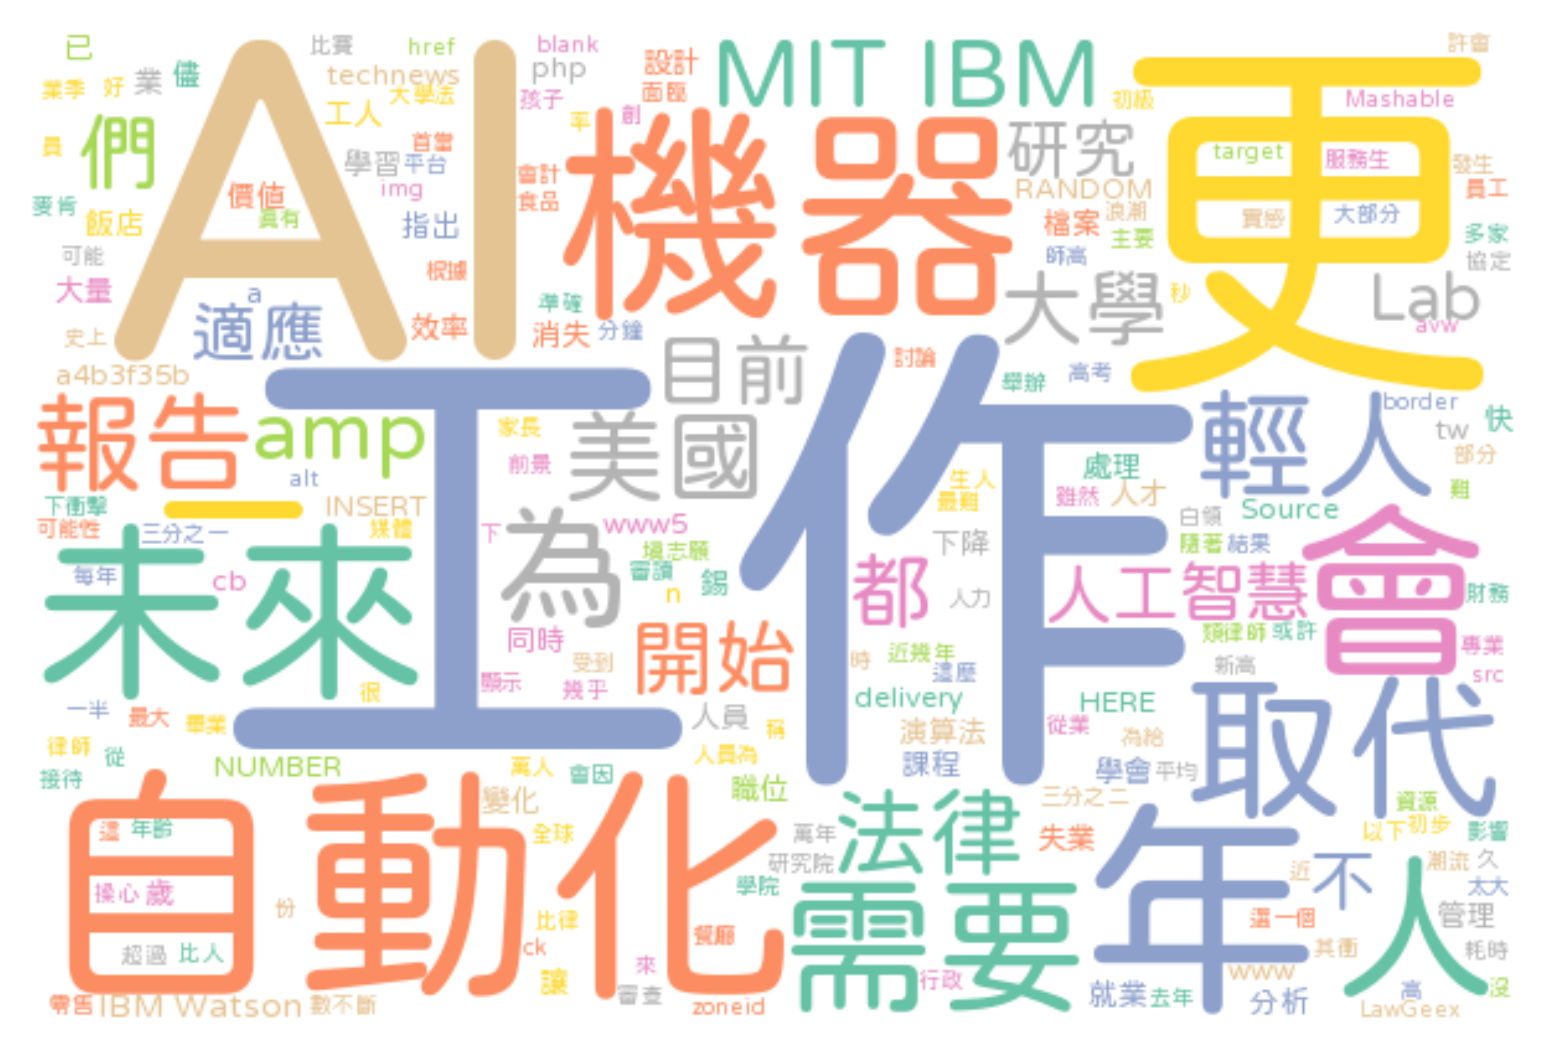 已
比賽
href
blank
設計
MIT IBM
更
許會
業季
好
業
儘
technews
php
面臨
初級
Mashable
員
們
AI
工人
大學法
孩子
率
創
機器
研究
target
服務生
發生
首當
學習
平台
img
會計
食品
RANDOM
員工
麥肯
飯店
價值
真有
指出
檔案
浪潮
主要
實感
大部分
多家
協定
可能
大量
根據
師高
a
準確
大學
秒
Lab
avw
史上
適應
效率
消失
分鐘
目前
討論
舉辦
高考
a4b3f35b
報告
amp
工作
家長
美國
輕人
border
tw
快
alt
前景
處理
部分
下衝擊
一
INSERT
生人
最難
雖然
人才
白領
Source
難
可能性
三分之一
媒體
下
為
www5
填志願
下降
隨著
結果
會
未來
每年
cb
審讀
n
錫
都
人力
人工智慧
財務
同時
開始
類律師
或許
專業
受到
時
近幾年
這歷
新高
src
很
顯示
幾乎
delivery
HERE
取代
一半
最大
畢業
人員
稱
演算法
從業
為給
律師
從
人員為
課程
學會
平均
接待
NUMBER
萬人
會因
職位
三分之二
資源
自動化
變化
法律
年
以下
初步
影響
這
年齡
全球
萬年
失業
研究院
近
不
潮流
久
操心
歲
學院
需要
人
太大
份
比律
餐廳
選一個
管理
超過
比人
ck
其衝
耗時
讓
來
行政
www
審查
就業
去年
分析
高
沒
零售
IBM Watson
數不斷
zoneid
LawGeex